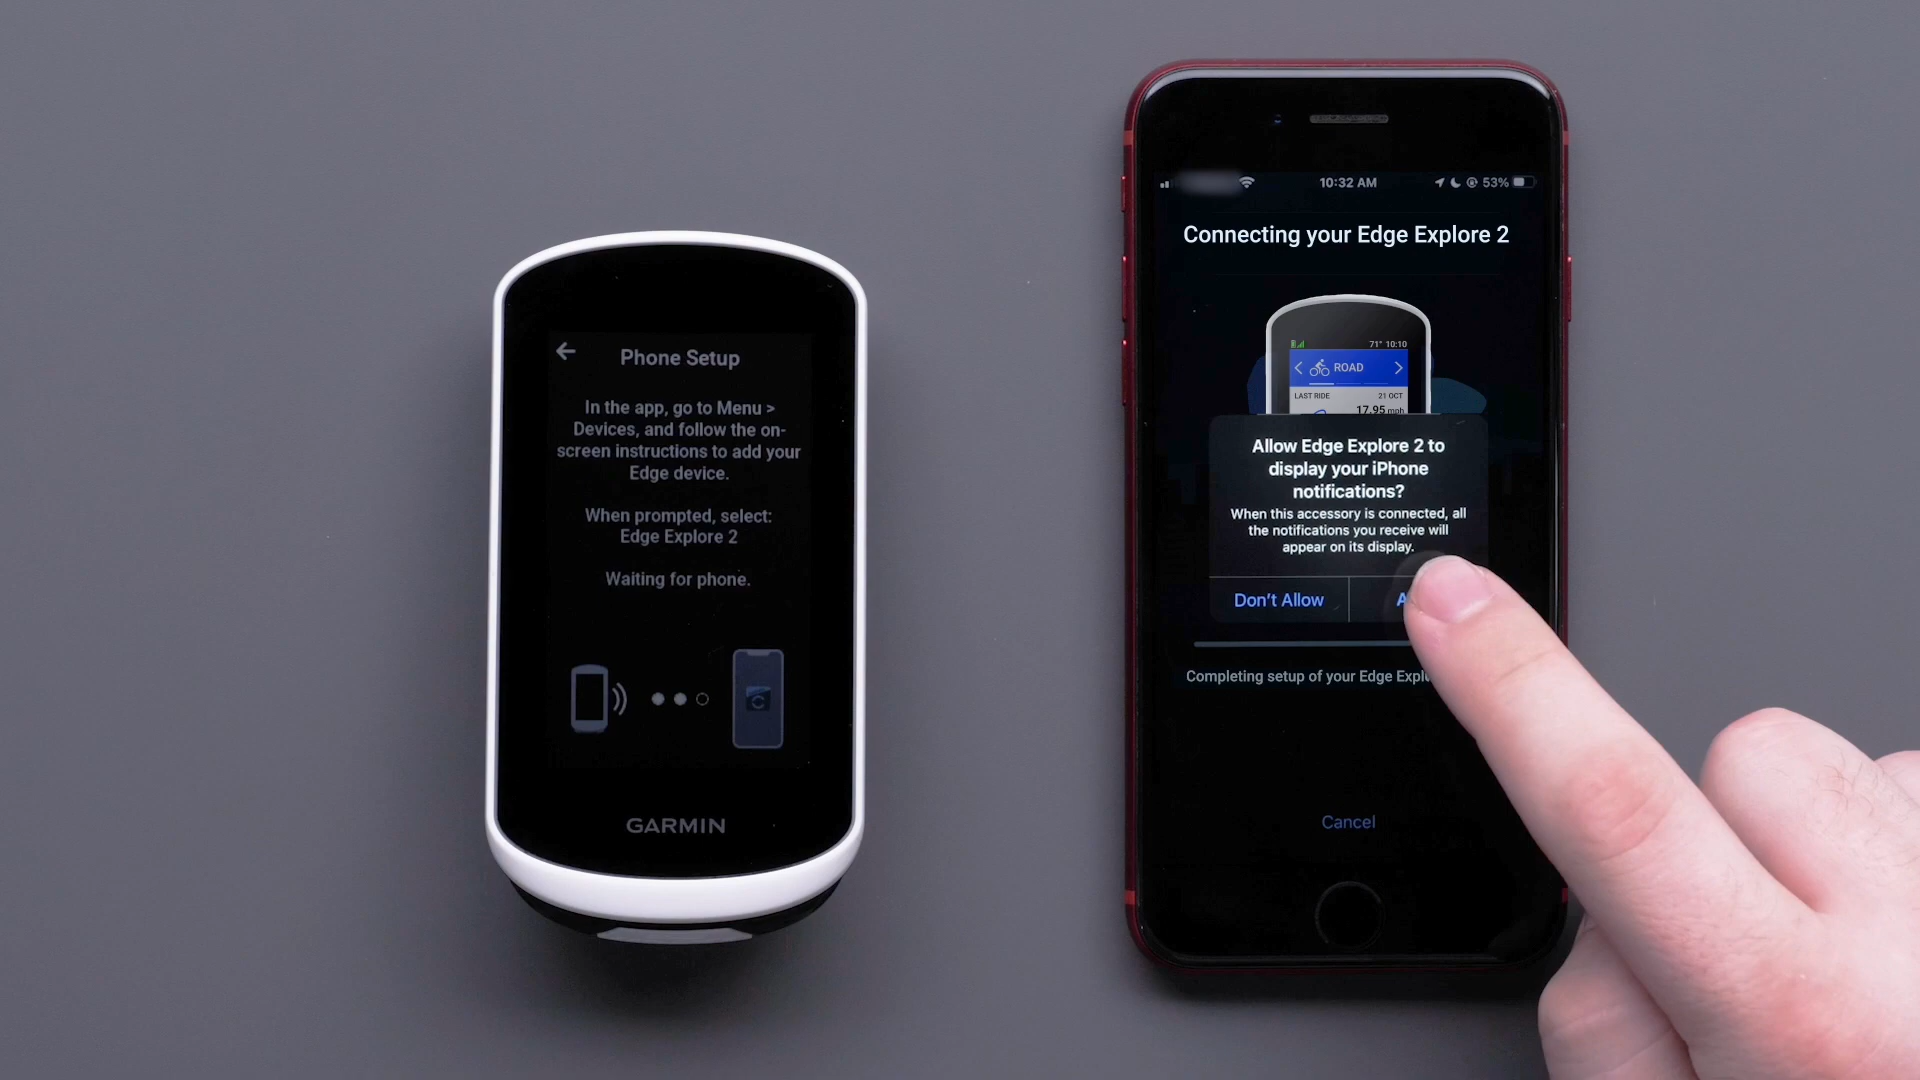 Phone Setup
In the app, go to Menu >
Devices, and follow the on-
screen instructions to add your
Edge device.
When prompted, select:
Edge Explore 2
Waiting for phone.
GARMIN
10:32 AM
53%
Connecting your Edge Explore 2
71° 10:10
ROAD
LAST RIDE 21 OCT
17.95 mph
Allow Edge Explore 2 to
display your iPhone
notifications?
When this accessory is connected, all
the notifications you receive will
appear on its display.
Don't Allow
Completing setup of your Edge
Cancel